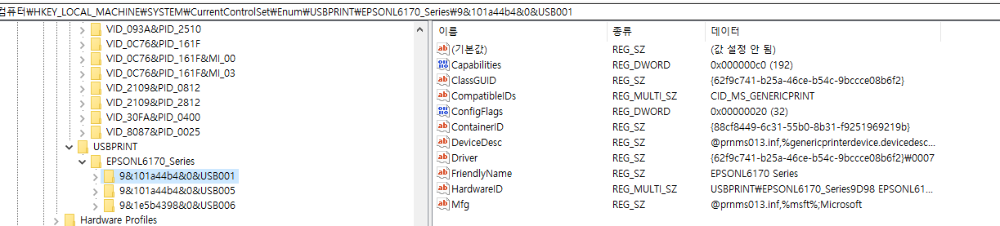 컴퓨터\HKEY_LOCAL_MACHINE\SYSTEM\CurrentControlSet\Enum\USBPRINT\EPSONL6170_Series\9&101a44b4&0&USB001
VID_093A&PID_2510
VID_0C76&PID_161F
VID_0C76&PID_161F&MI_00
VID_0C76&PID_161F&MI_03
VID_2109&PID_0812
VID_2109&PID_2812
VID_30FA&PID_0400
VID_8087&PID_0025
USBPRINT
EPSONL6170_Series
9&101a44b4&0&USB001
9&101a44b4&0&USB005
9&1e5b4398&0&USB006
Hardware Profiles
이름 종류 데이터
(기본값) REG_SZ (값 설정 안 됨)
Capabilities REG_DWORD 0x000000c0 (192)
ClassGUID REG_SZ {62f9c741-b25a-46ce-b54c-9bccce08b6f2}
CompatibleIDs REG_MULTI_SZ CID_MS_GENERICPRINT
ConfigFlags REG_DWORD 0x00000020 (32)
ContainerID REG_SZ {88cf8449-6c31-55b0-8b31-f9251969219b}
DeviceDesc REG_SZ @prnms013.inf,%genericprinterdevice.devicedesc...
Driver REG_SZ {62f9c741-b25a-46ce-b54c-9bccce08b6f2}\0007
FriendlyName REG_SZ EPSONL6170 Series
HardwareID REG_MULTI_SZ USBPRINT\EPSONL6170_Series9D98 EPSONL61...
Mfg REG_SZ @prnms013.inf,%msft%;Microsoft